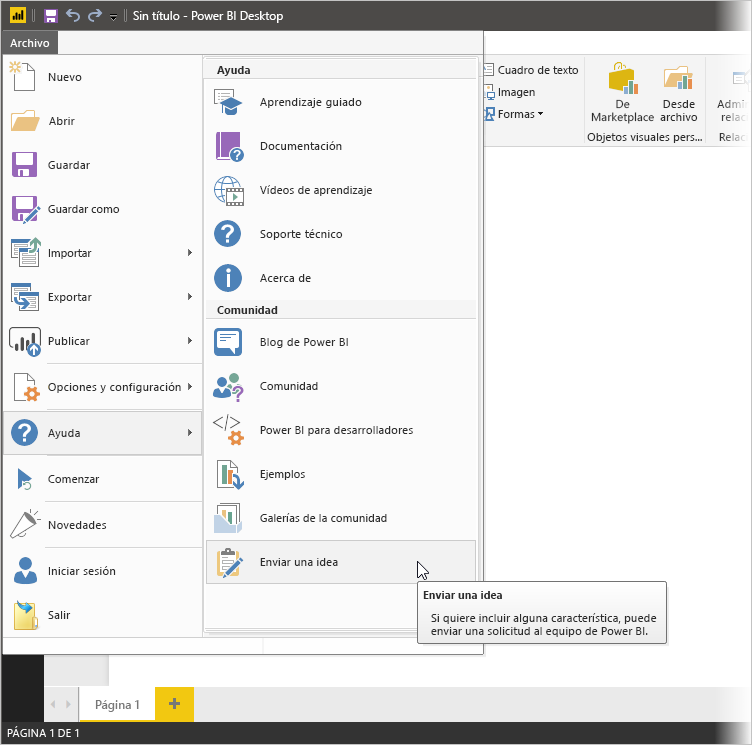 Sin título - Power BI Desktop
Archivo
Nuevo
Abrir
Guardar
Guardar como
Importar
Exportar
Publicar
Opciones y configuración
Ayuda
Comenzar
Novedades
Iniciar sesión
Salir
Ayuda
Aprendizaje guiado
Documentación
Vídeos de aprendizaje
Soporte técnico
Acerca de
Comunidad
Blog de Power BI
Comunidad
Power BI para desarrolladores
Ejemplos
Galerías de la comunidad
Enviar una idea
Enviar una idea
Si quiere incluir alguna característica, puede
enviar una solicitud al equipo de Power BI.
Cuadro de texto
Imagen
Formas
De
Marketplace
Desde
archivo
Objetos visuales pers...
Admi
relac
Relac
Página 1
PÁGINA 1 DE 1